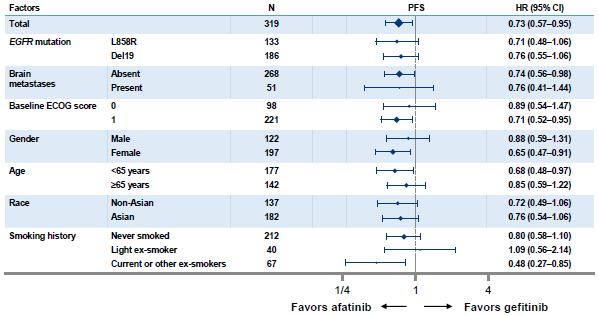 Factors N PFS HR (95% CI)
Total 319 0.73 (0.57–0.95)
EGFR mutation L858R 133 0.71 (0.48–1.06)
Del19 186 0.76 (0.55–1.06)
Brain metastases Absent 268 0.74 (0.56–0.98)
Present 51 0.76 (0.41–1.44)
Baseline ECOG score 0 98 0.89 (0.54–1.47)
1 221 0.71 (0.52–0.95)
Gender Male 122 0.88 (0.59–1.31)
Female 197 0.65 (0.47–0.91)
Age <65 years 177 0.68 (0.48–0.97)
≥65 years 142 0.85 (0.59–1.22)
Race Non-Asian 137 0.72 (0.49–1.06)
Asian 182 0.76 (0.54–1.06)
Smoking history Never smoked 212 0.80 (0.58–1.10)
Light ex-smoker 40 1.09 (0.56–2.14)
Current or other ex-smokers 67 0.48 (0.27–0.85)
1/4 1 4
Favors afatinib Favors gefitinib